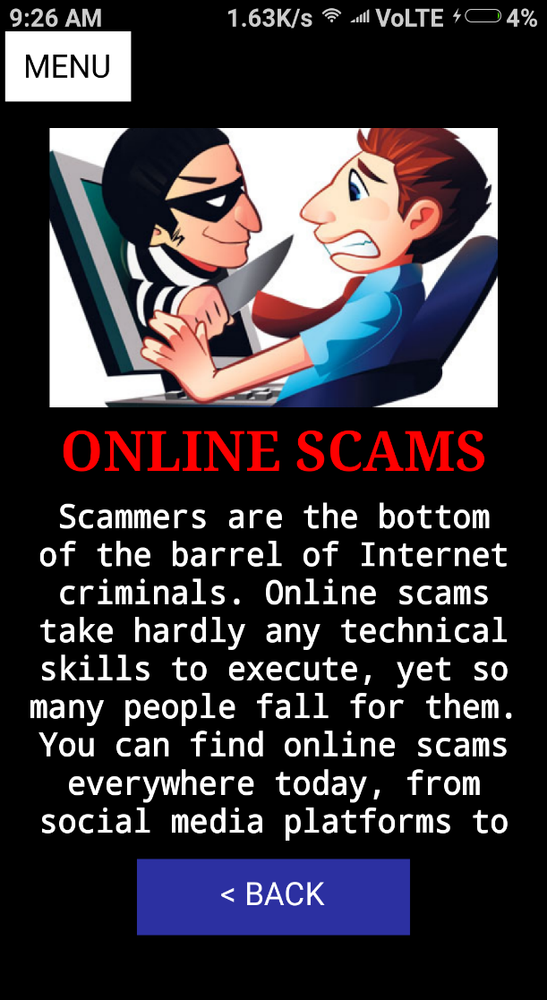 9:26 AM 1.63K/s VoLTE 4%
MENU
ONLINE SCAMS
Scammers are the bottom
of the barrel of Internet
criminals. Online scams
take hardly any technical
skills to execute, yet so
many people fall for them.
You can find online scams
everywhere today, from
social media platforms to
< BACK